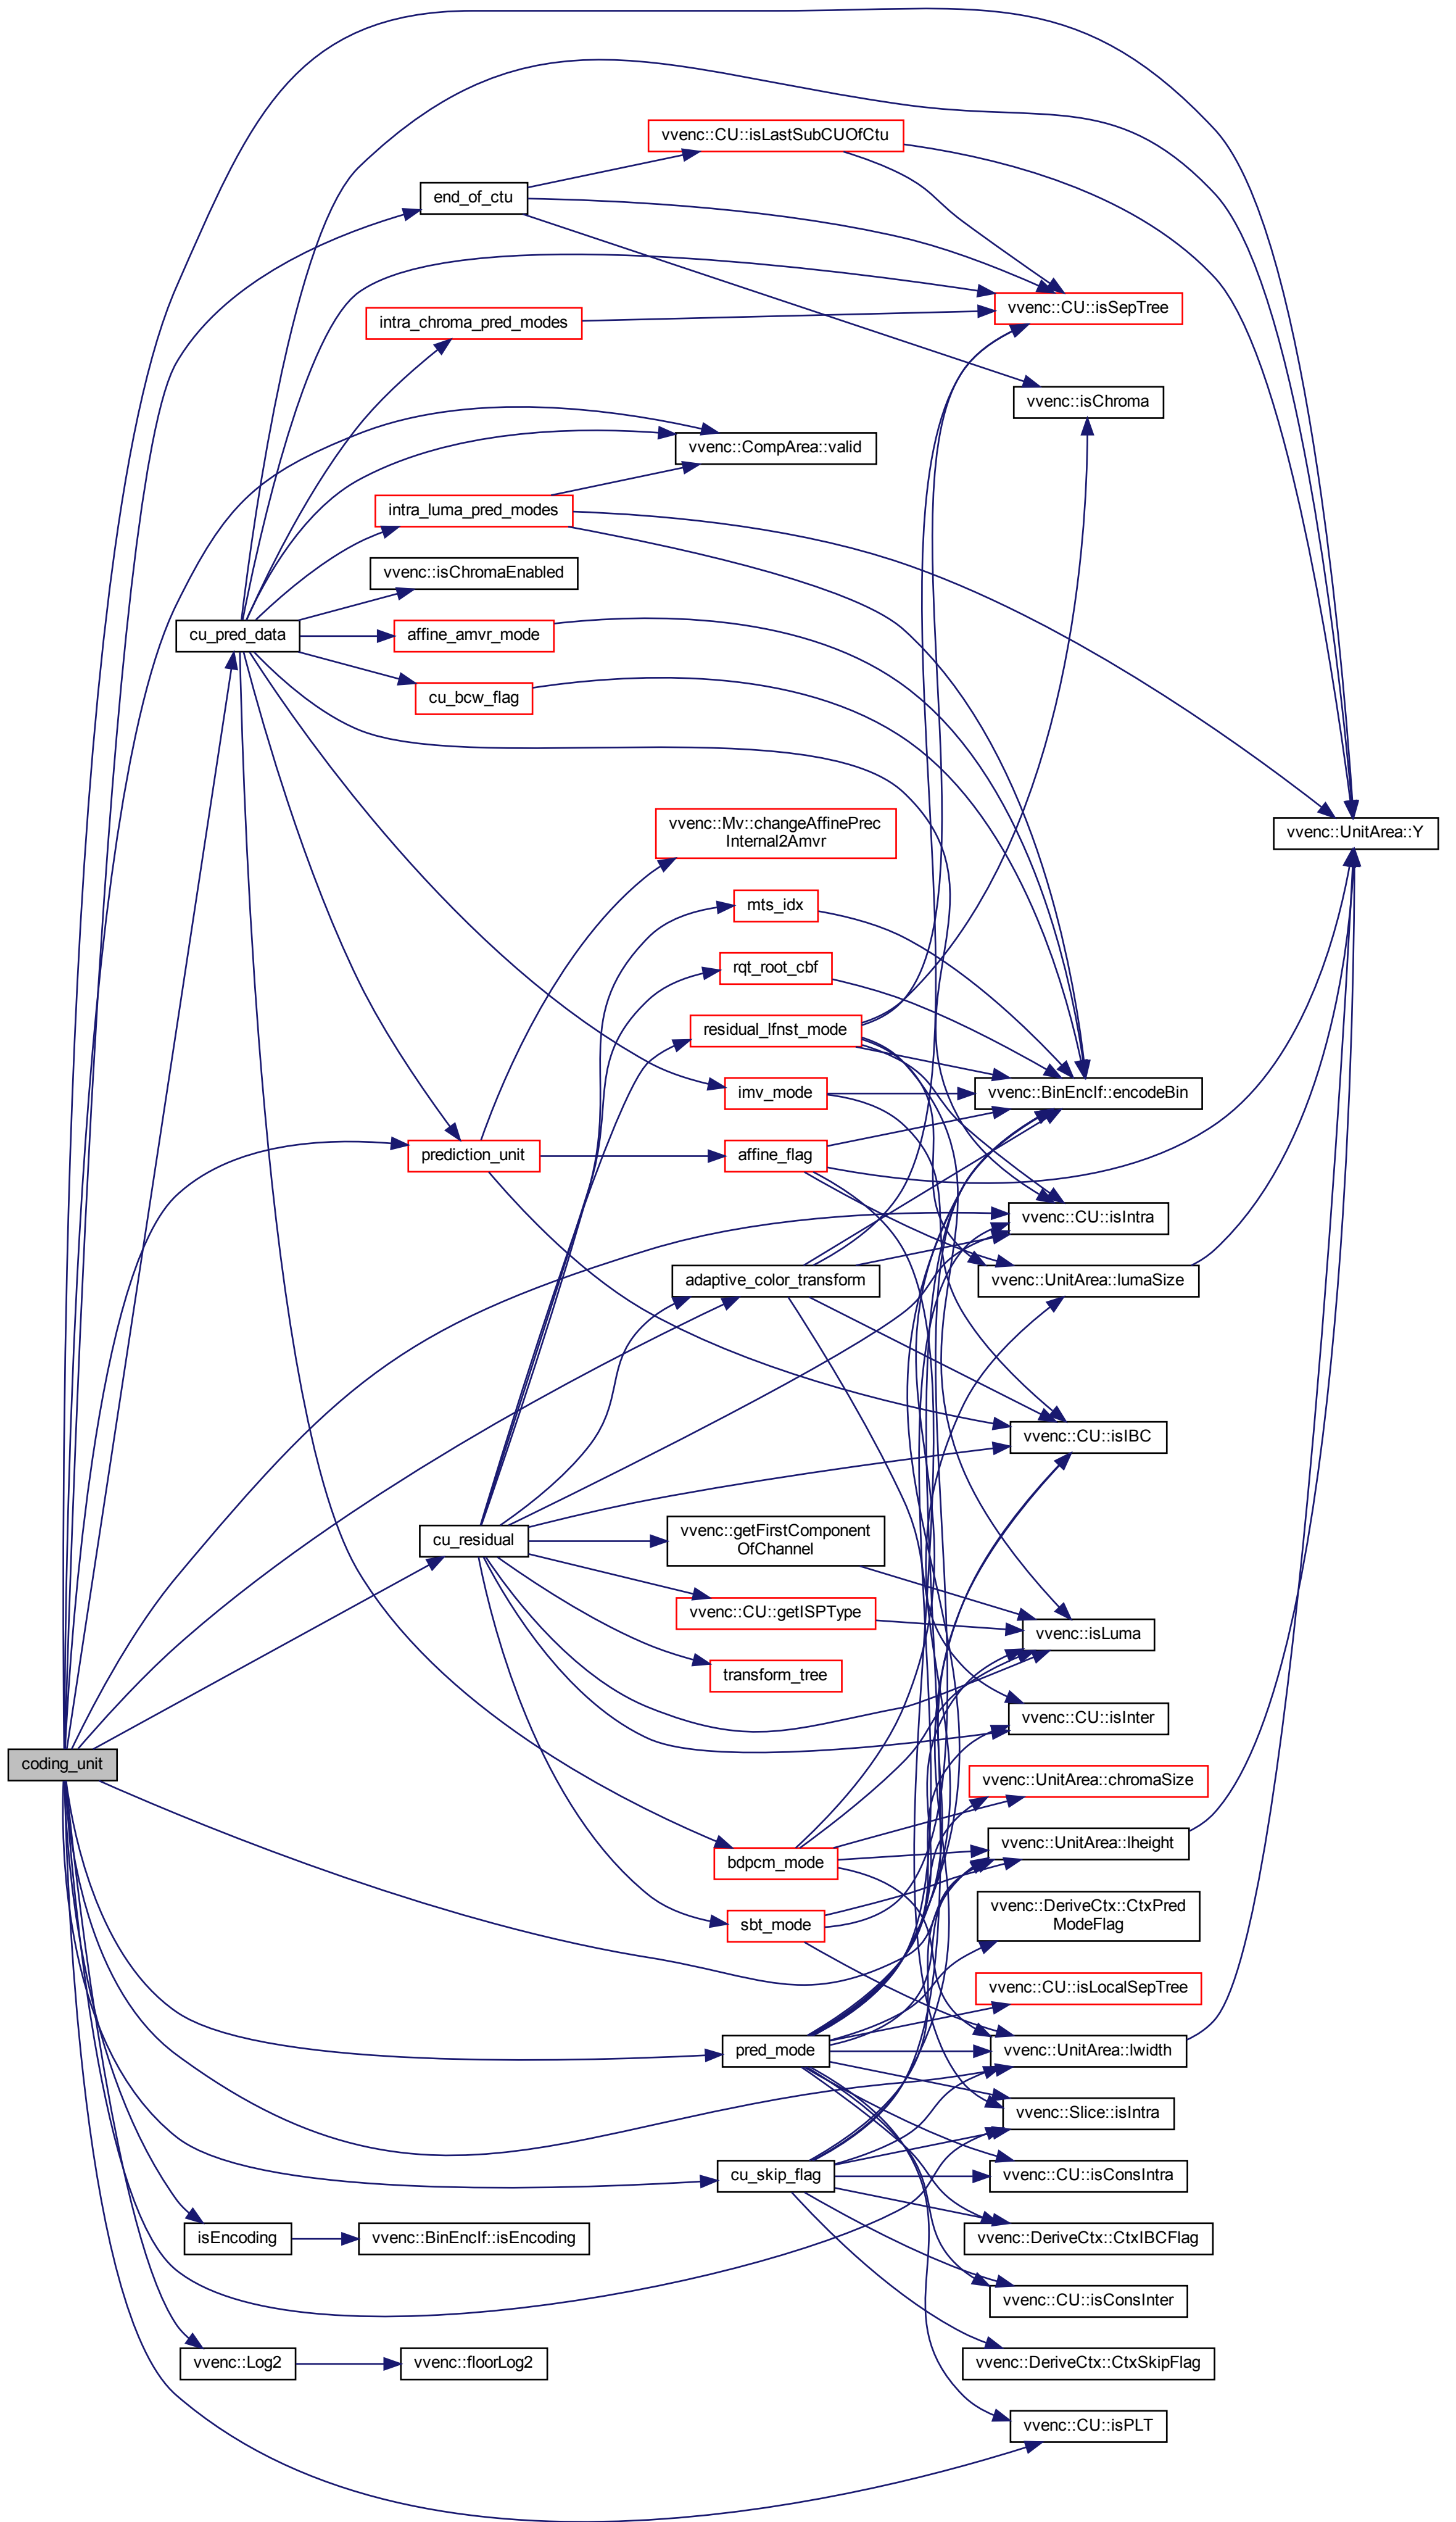 vvenc::CU::isLastSubCUOfCtu
end_of_ctu
vvenc::CU::isSepTree
intra_chroma_pred_modes
vvenc::isChroma
vvenc::CompArea::valid
intra_luma_pred_modes
vvenc::isChromaEnabled
cu_pred_data
affine_amvr_mode
cu_bcw_flag
vvenc::Mv::changeAffinePrec
Internal2Amvr
vvenc::UnitArea::Y
mts_idx
rqt_root_cbf
residual_lfnst_mode
imv_mode
vvenc::BinEncIf::encodeBin
prediction_unit
affine_flag
vvenc::CU::isIntra
adaptive_color_transform
vvenc::UnitArea::lumaSize
vvenc::CU::isIBC
cu_residual
vvenc::getFirstComponent
OfChannel
vvenc::CU::getISPType
vvenc::isLuma
transform_tree
vvenc::CU::isInter
coding_unit
vvenc::UnitArea::chromaSize
vvenc::UnitArea::lheight
bdpcm_mode
vvenc::DeriveCtx::CtxPred
ModeFlag
sbt_mode
vvenc::CU::isLocalSepTree
pred_mode
vvenc::UnitArea::lwidth
vvenc::Slice::isIntra
cu_skip_flag
vvenc::CU::isConsIntra
isEncoding
vvenc::BinEncIf::isEncoding
vvenc::DeriveCtx::CtxIBCFlag
vvenc::CU::isConsInter
vvenc::Log2
vvenc::floorLog2
vvenc::DeriveCtx::CtxSkipFlag
vvenc::CU::isPLT